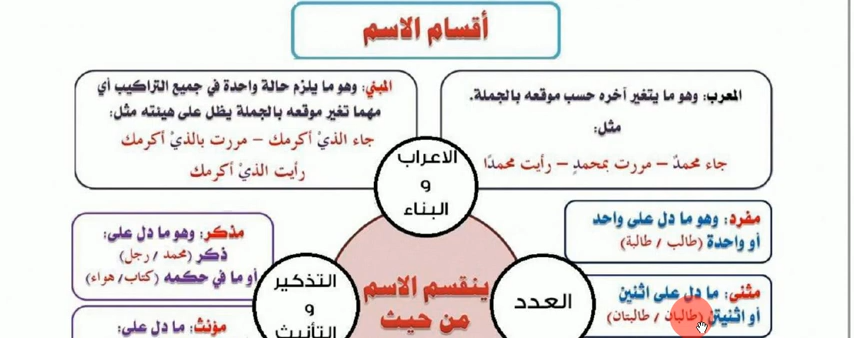 أقسام الاسم
المعرب: وهو ما يتغير آخره حسب موقعه بالجملة.
مثل:
جاء محمدٌ – مررت بمحمدٍ – رأيت محمدًا
المبني: وهو ما يلزم حالة واحدة في جميع التراكيب أي
مهما تغير موقعه بالجملة يظل على هيئته مثل:
جاء الذيْ أكرمك – مررت بالذيْ أكرمك
رأيت الذيْ أكرمك
الاعراب
و
البناء
مفرد: وهو ما دل على واحد
أو واحدة (طالب / طالبة)
مثنى: ما دل على اثنين
أو اثنيتن (طالبان / طالبتان)
العدد
ينقسم الاسم
من حيث
التذكير
و
التأنيث
مذكر: وهو ما دل على:
ذكر (محمد / رجل)
أو ما في حكمه (كتاب/ هواء)
مؤنث: ما دل على: